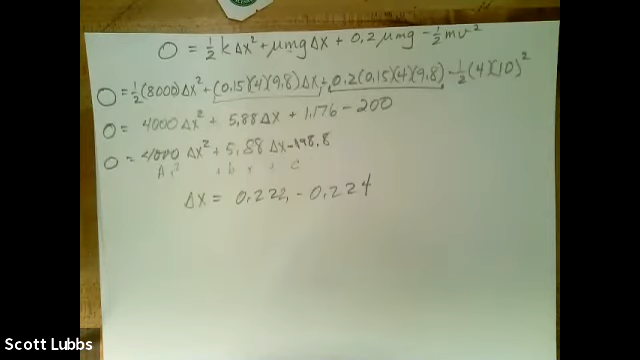 0 = ½ k Δx² + μmg Δx + 0.2 μmg - ½ mv²
0 = ½ (8000) Δx² + (0.15)(4)(9.8) Δx + 0.2(0.15)(4)(9.8) - ½ (4)(10)²
0 = 4000 Δx² + 5.88 Δx + 1.176 - 200
0 = 4000 Δx² + 5.88 Δx - 198.8
A x² + b x + c
Δx = 0.222, - 0.224
Scott Lubbs